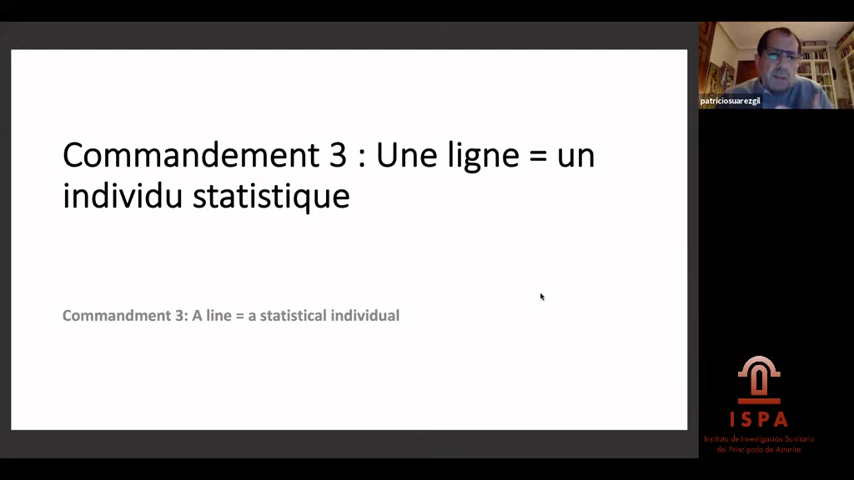 Commandement 3 : Une ligne = un
individu statistique
Commandment 3: A line = a statistical individual
patriciosuarezgil
ISPA
Instituto de Investigación Sanitaria
del Principado de Asturias